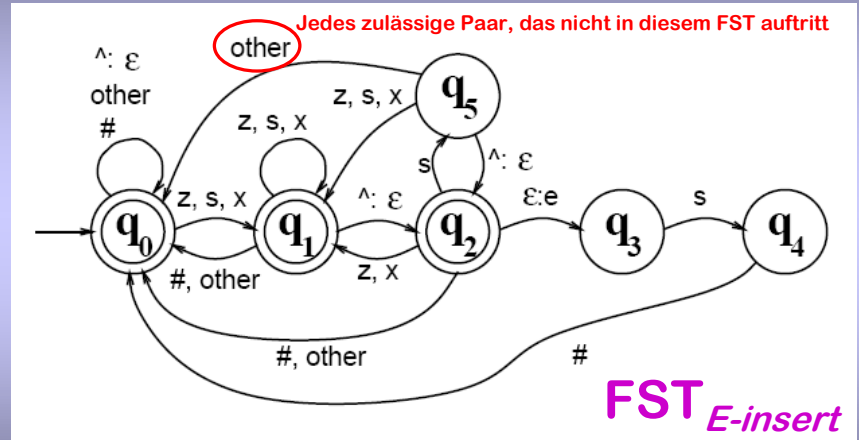 Jedes zulässige Paar, das nicht in diesem FST auftritt
other
^: ε
other
#
z, s, x
z, s, x
q5
s
^: ε
z, s, x
^: ε
ε:e
s
q0
q1
q2
q3
q4
#, other
z, x
#, other
#
FST E-insert